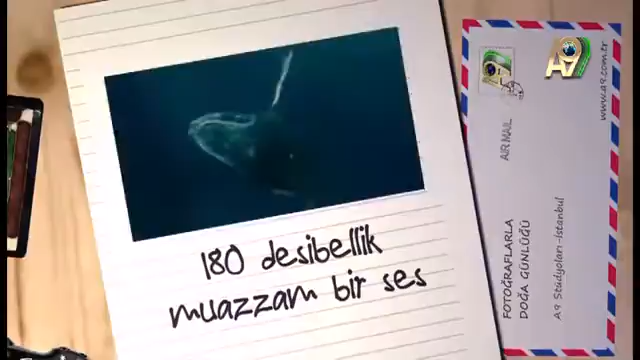 180 desibellik
muazzam bir ses
A9
www.a9.com.tr
AIR MAIL
FOTOĞRAFLARLA
DOĞA GÜNLÜĞÜ
A9 Stüdyoları-İstanbul